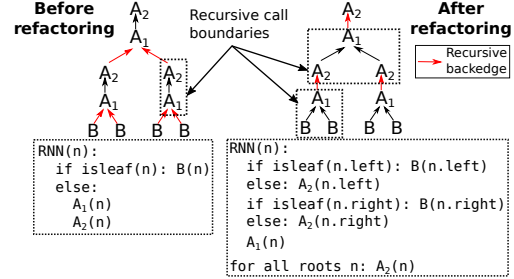 Before
refactoring
A₂
A₁
A₂ A₂
A₁ A₁
B B B B
RNN(n):
if isleaf(n): B(n)
else:
A₁(n)
A₂(n)
Recursive call
boundaries
After
refactoring
Recursive
backedge
A₂
A₁
A₂ A₂
A₁ A₁
B B B B
RNN(n):
if isleaf(n.left): B(n.left)
else: A₂(n.left)
if isleaf(n.right): B(n.right)
else: A₂(n.right)
A₁(n)
for all roots n: A₂(n)